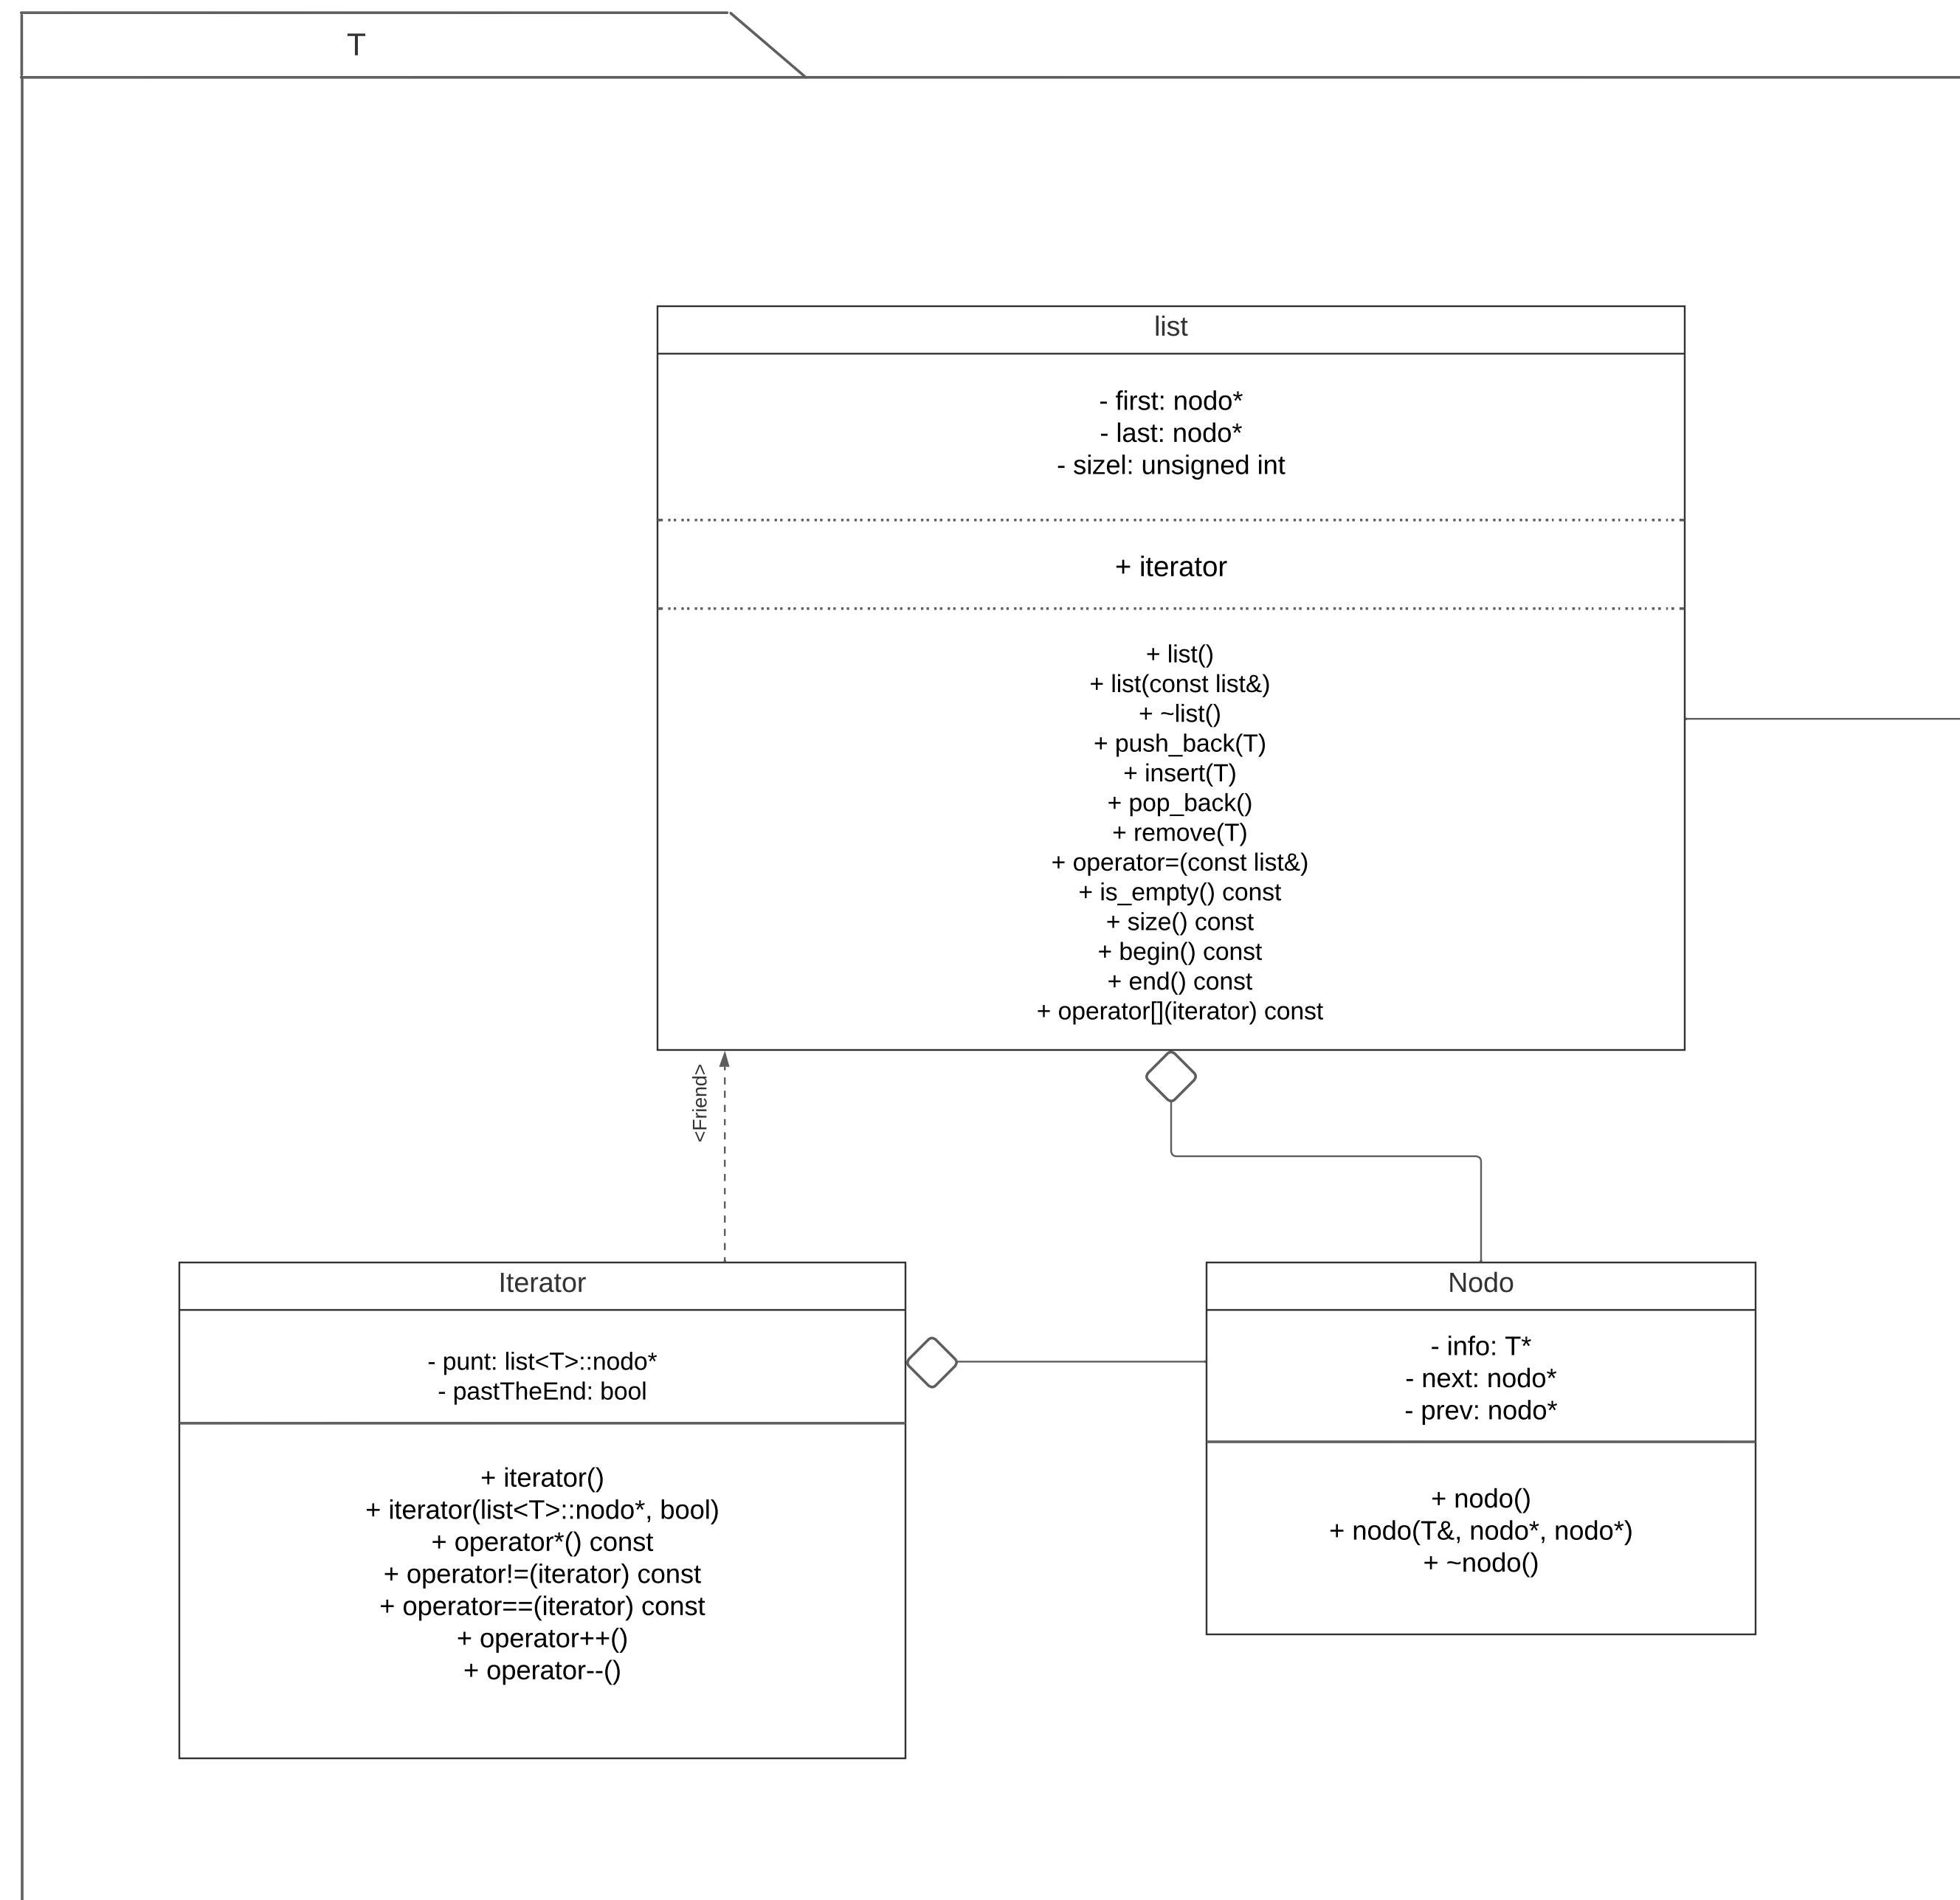 T
list
- first: nodo*
- last: nodo*
- sizel: unsigned int
+ iterator
+ list()
+ list(const list&)
+ ~list()
+ push_back(T)
+ insert(T)
+ pop_back()
+ remove(T)
+ operator=(const list&)
+ is_empty() const
+ size() const
+ begin() const
+ end() const
+ operator[](iterator) const
<Friend>
Iterator
- punt: list<T>::nodo*
- pastTheEnd: bool
+ iterator()
+ iterator(list<T>::nodo*, bool)
+ operator*() const
+ operator!=(iterator) const
+ operator==(iterator) const
+ operator++()
+ operator--()
Nodo
- info: T*
- next: nodo*
- prev: nodo*
+ nodo()
+ nodo(T&, nodo*, nodo*)
+ ~nodo()